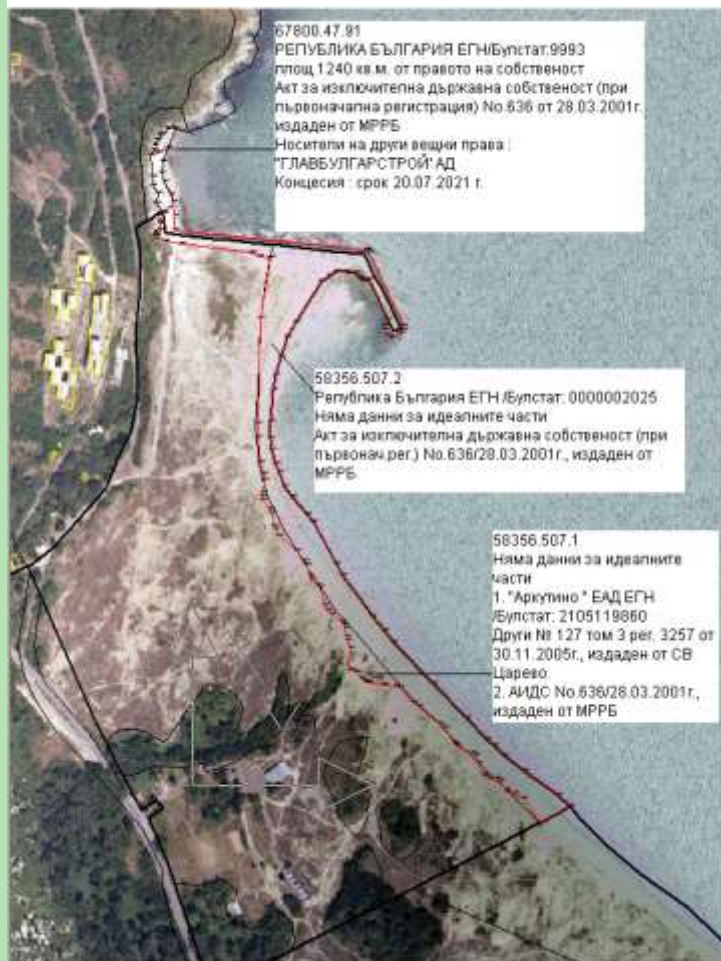 67800.47.91
РЕПУБЛИКА БЪЛГАРИЯ ЕГН/Булстат:9993
площ 1240 кв.м. от правото на собственост
Акт за изключителна държавна собственост (при
първоначална регистрация) No.636 от 28.03.2001г.
издаден от МРРБ
Носители на други вещни права :
"ГЛАВБУЛГАРСТРОЙ" АД
Концесия : срок 20.07.2021 г.
58356.507.2
Република България ЕГН /Булстат: 0000002025
Няма данни за идеалните части
Акт за изключителна държавна собственост (при
първонач.рег.) No.636/28.03.2001г., издаден от
МРРБ
58356.507.1
Няма данни за идеалните
части
1. "Аркутино " ЕАД ЕГН
/Булстат: 2105119860
Други № 127 том 3 рег. 3257 от
30.11.2005г., издаден от СВ
Царево
2. АИДС No.636/28.03.2001г.,
издаден от МРРБ